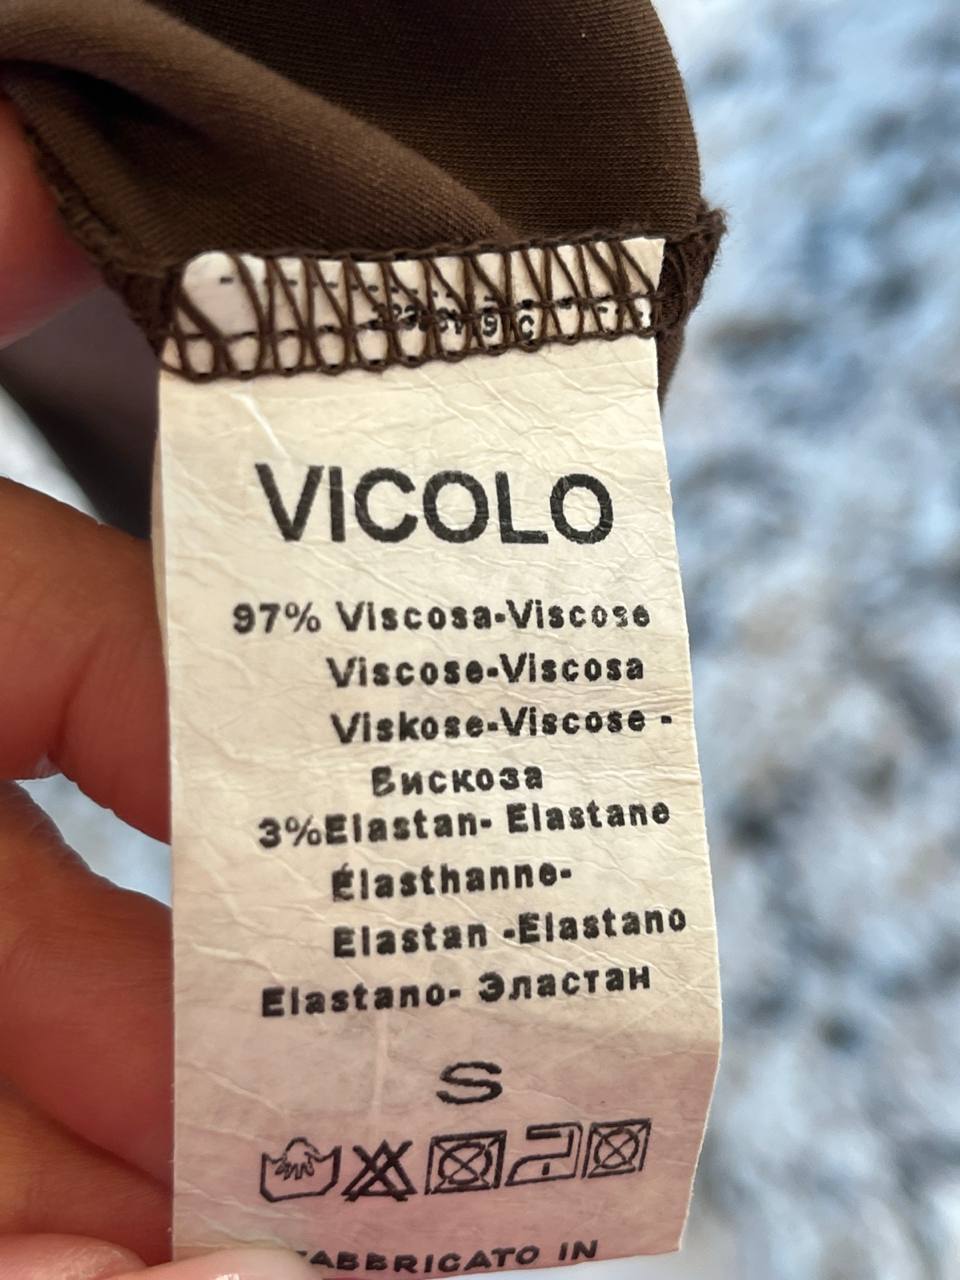 VICOLO
97% Viscosa-Viscose
Viscose-Viscosa
Viskose-Viscose -
Вискоза
3%Elastan- Elastane
Élasthanne-
Elastan -Elastano
Elastano- Эластан
S
FABBRICATO IN